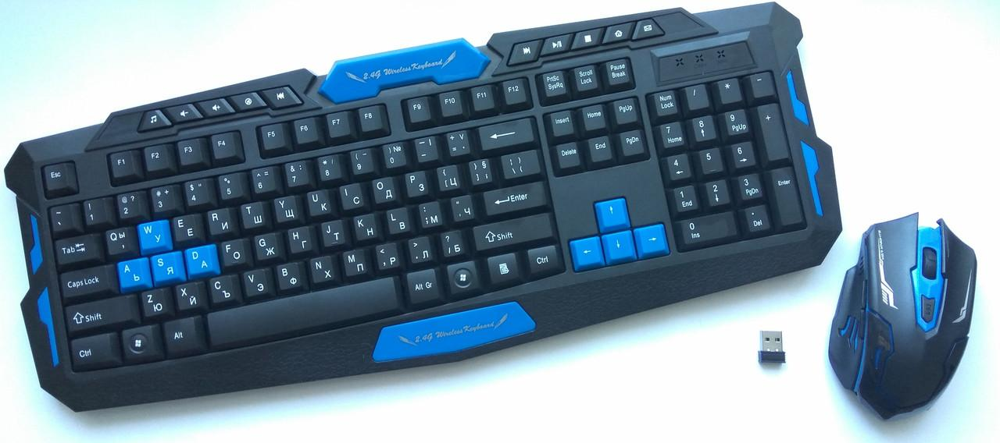 2.4G Wireless Keyboard
Esc F1 F2 F3 F4 F5 F6 F7 F8 F9 F10 F11 F12 PrtSc SysRq Scroll Lock Pause Break
~ ` ! 1 @ ? 2 # + 3 $ " 4 % ° 5 ^ = 6 & : 7 * / 8 ( – 9 ) № 0 – I + V = . ←
Tab Q Ы , W У E Е R И T Ш Y Щ U К I С O Д P З { [ Ц } ] § ; | \ ) (
Caps Lock A Ь S Я D А F О G Ж H Г J Т K Н L В : ; М " ' Ч Enter
Shift Z Ю X Й C Ъ V Э B Ф N Х M П < , Р > . Л ? / Б Shift
Ctrl Alt Alt Gr Ctrl
Insert Home PgUp
Delete End PgDn
↑
← ↓ →
Num Lock / * -
7 Home 8 ↑ 9 PgUp +
4 ← 5 6 →
1 End 2 ↓ 3 PgDn Enter
0 Ins . Del
2.4G Wireless Keyboard